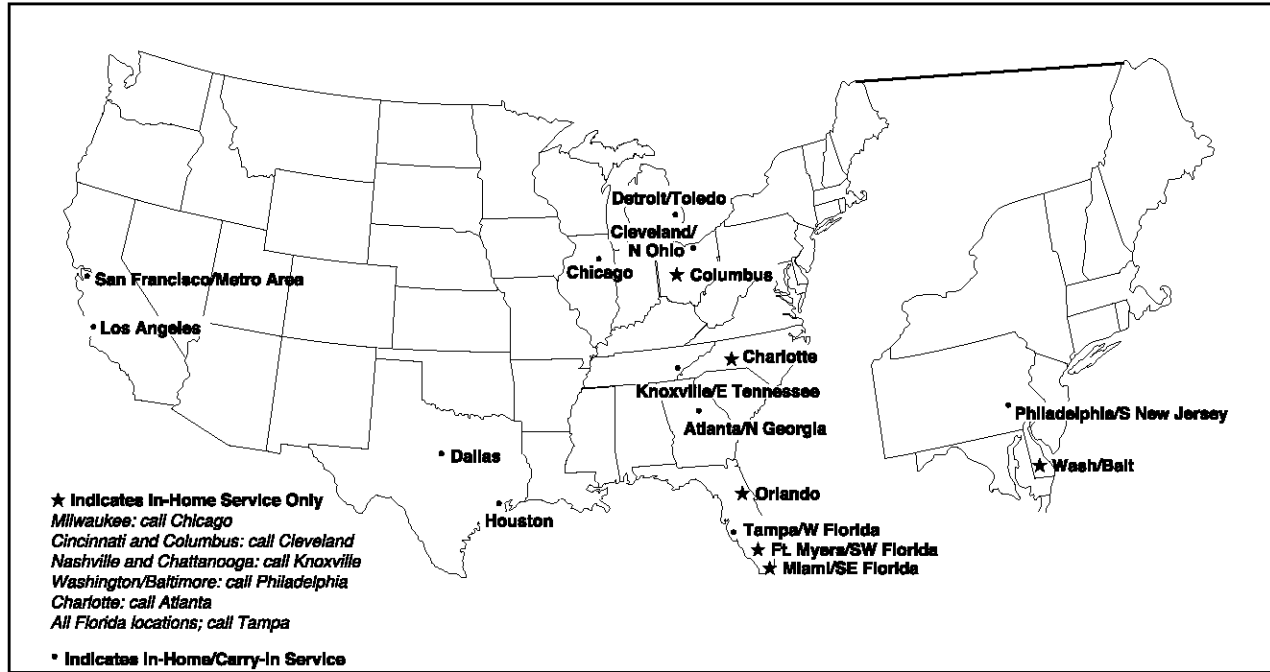 Detroit/Toledo
Cleveland/
N Ohio
Chicago
Columbus
San Francisco/Metro Area
Los Angeles
Charlotte
Knoxville/E Tennessee
Atlanta/N Georgia
Philadelphia/S New Jersey
Dallas
Wash/Balt
Orlando
Houston
Tampa/W Florida
Ft. Myers/SW Florida
Miami/SE Florida
★ Indicates In-Home Service Only
Milwaukee: call Chicago
Cincinnati and Columbus: call Cleveland
Nashville and Chattanooga: call Knoxville
Washington/Baltimore: call Philadelphia
Charlotte: call Atlanta
All Florida locations; call Tampa
• Indicates In-Home/Carry-In Service